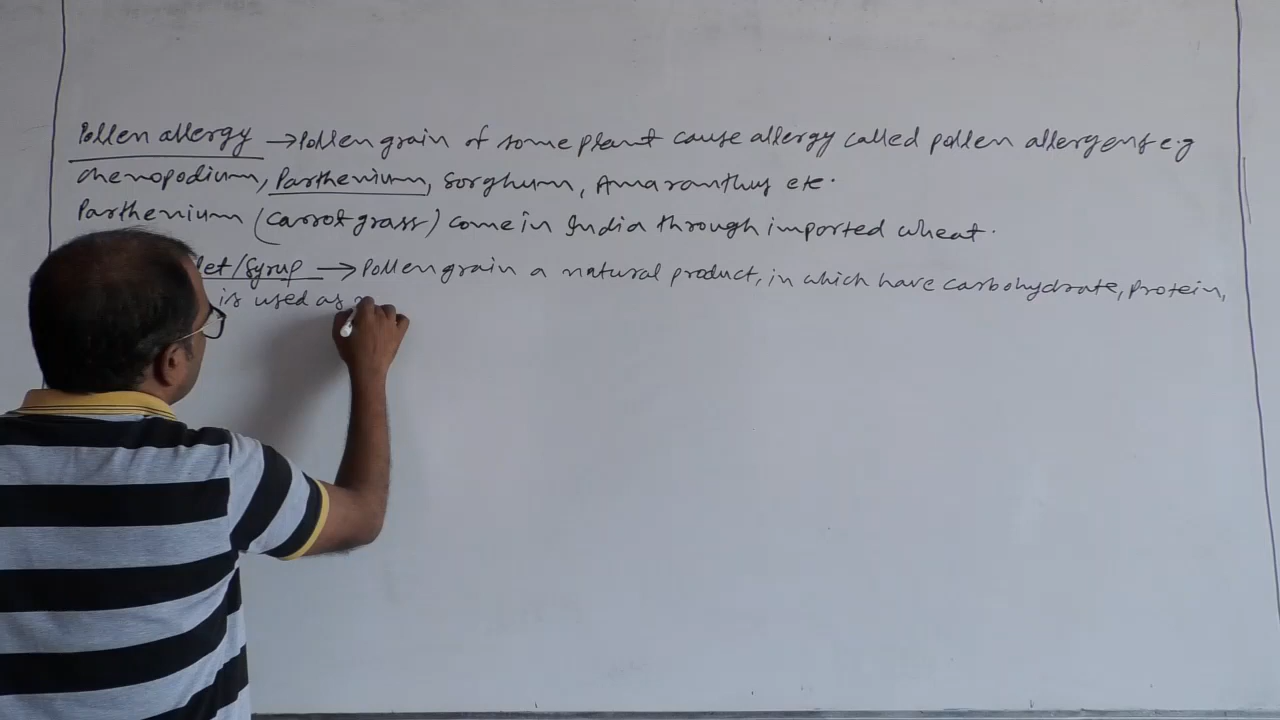 Pollen allergy → Pollen grain of some plant cause allergy called pollen allergens e.g
chenopodium, Parthenium, Sorghum, Amaranthus etc.
Parthenium (carrot grass) come in India through imported wheat.
let/Syrup → Pollen grain a natural product, in which have carbohydrate, protein,
is used as